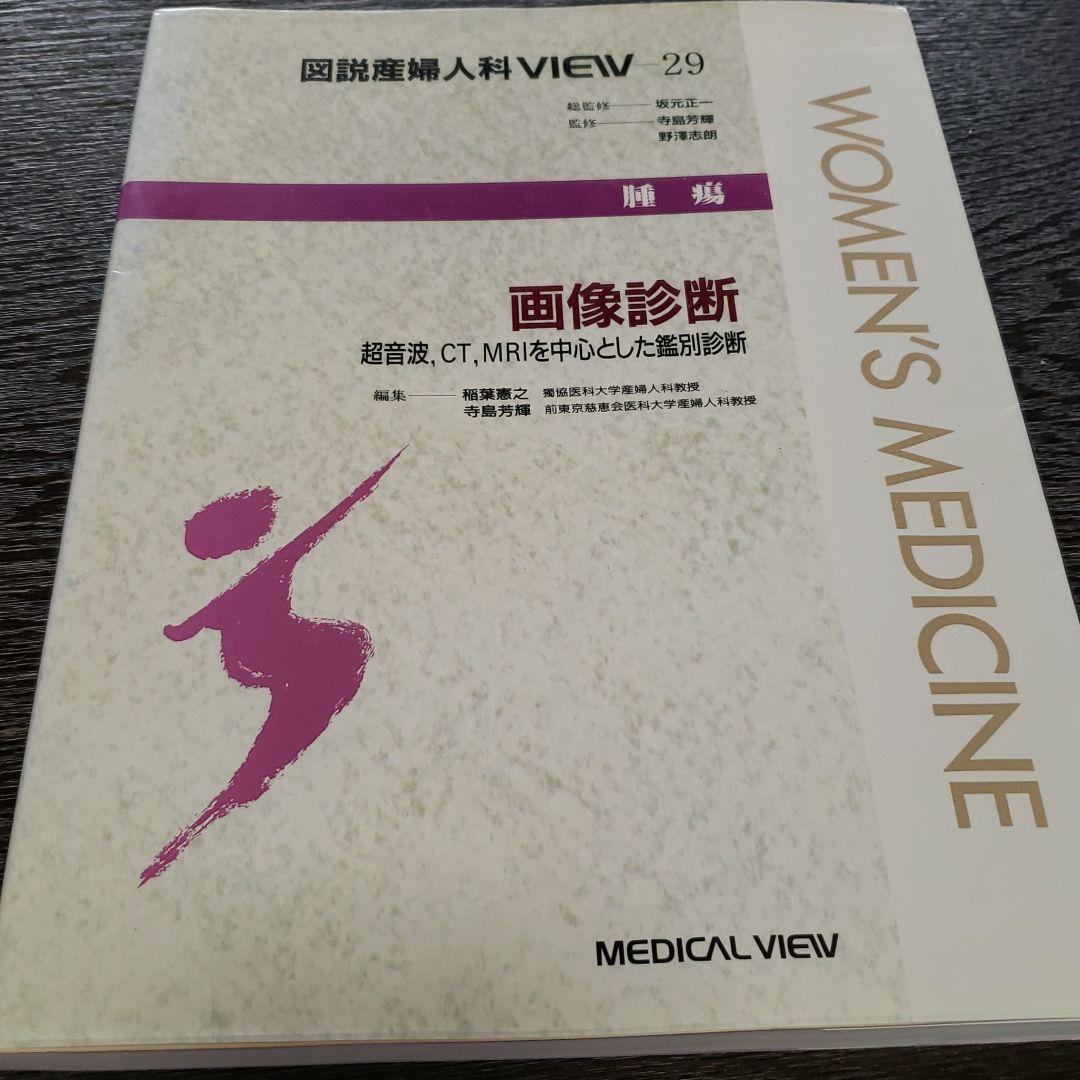 図説産婦人科VIEW-29
総監修——坂元正一
監修——寺島芳輝
野澤志朗
腫瘍
画像診断
超音波,CT,MRIを中心とした鑑別診断
編集——稲葉憲之 獨協医科大学産婦人科教授
寺島芳輝 前東京慈恵会医科大学産婦人科教授
WOMEN'S MEDICINE
MEDICAL VIEW